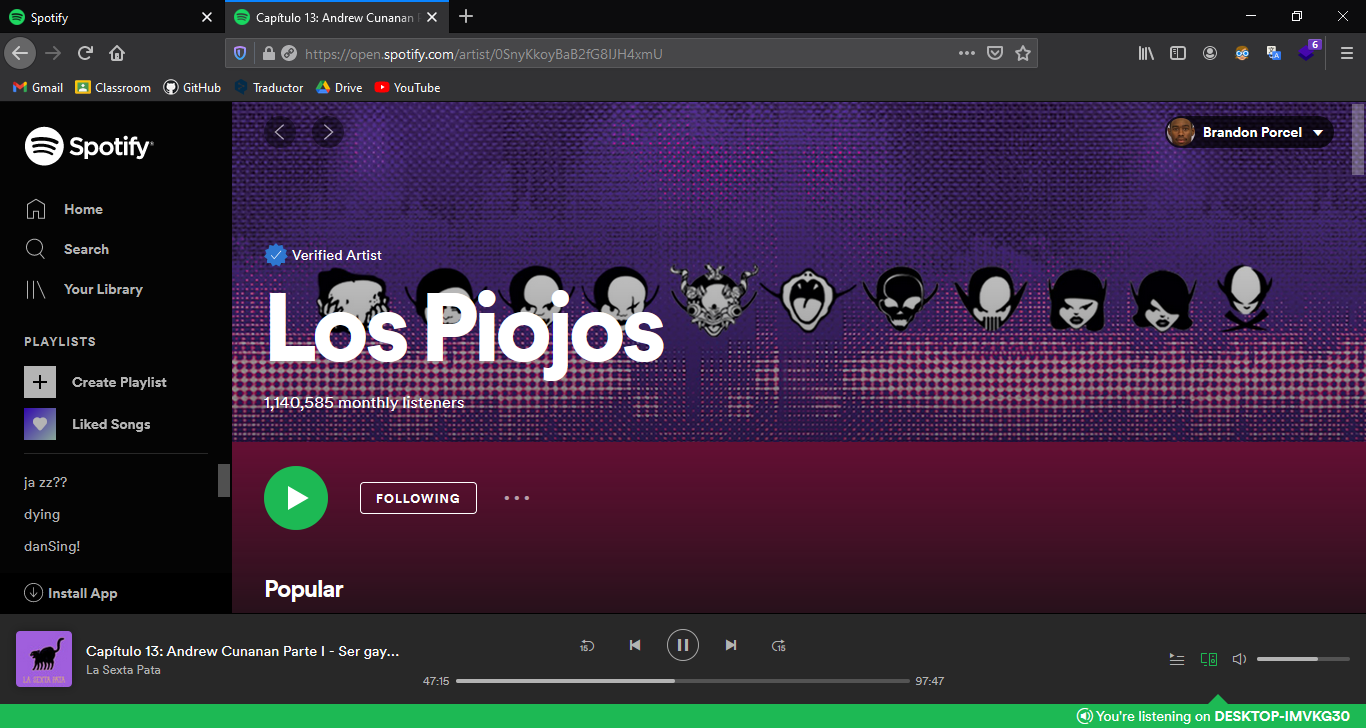 Spotify
Capítulo 13: Andrew Cunanan
https://open.spotify.com/artist/0SnyKkoyBaB2fG8IJH4xmU
6
Gmail
Classroom
GitHub
Traductor
Drive
YouTube
Spotify
Brandon Porcel
Home
Search
Your Library
Verified Artist
Los Piojos
1,140,585 monthly listeners
PLAYLISTS
Create Playlist
Liked Songs
FOLLOWING
ja zz??
dying
danSing!
Install App
Popular
LA SEXTA PATA
Capítulo 13: Andrew Cunanan Parte I - Ser gay...
La Sexta Pata
15
15
47:15
97:47
You're listening on DESKTOP-IMVKG30